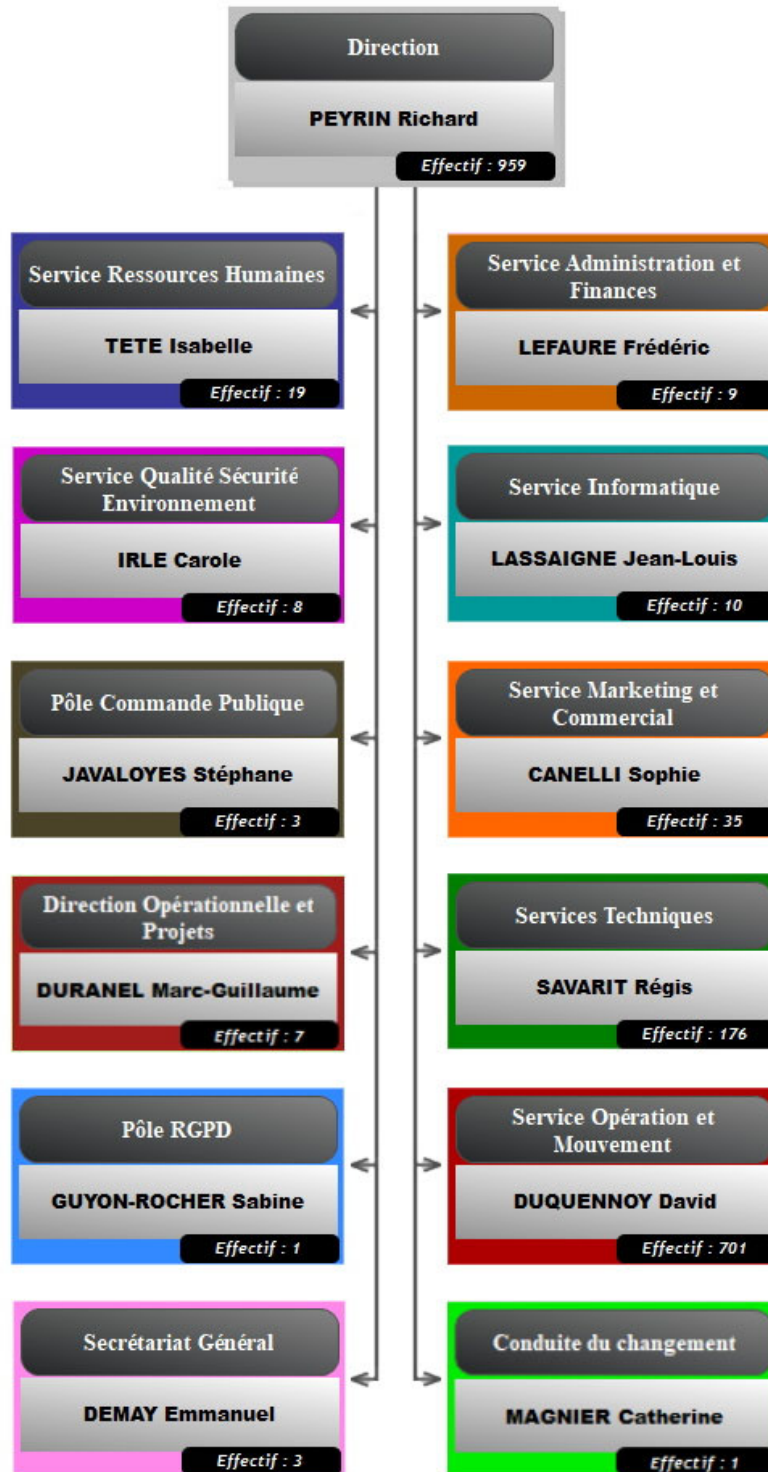 Direction
PEYRIN Richard
Effectif : 959
Service Ressources Humaines
TETE Isabelle
Effectif : 19
Service Administration et
Finances
LEFAURE Frédéric
Effectif : 9
Service Qualité Sécurité
Environnement
IRLE Carole
Effectif : 8
Service Informatique
LASSAIGNE Jean-Louis
Effectif : 10
Pôle Commande Publique
JAVALOYES Stéphane
Effectif : 3
Service Marketing et
Commercial
CANELLI Sophie
Effectif : 35
Direction Opérationnelle et
Projets
DURANEL Marc-Guillaume
Effectif : 7
Services Techniques
SAVARIT Régis
Effectif : 176
Pôle RGPD
GUYON-ROCHER Sabine
Effectif : 1
Service Opération et
Mouvement
DUQUENNOY David
Effectif : 701
Secrétariat Général
DEMAY Emmanuel
Effectif : 3
Conduite du changement
MAGNIER Catherine
Effectif : 1